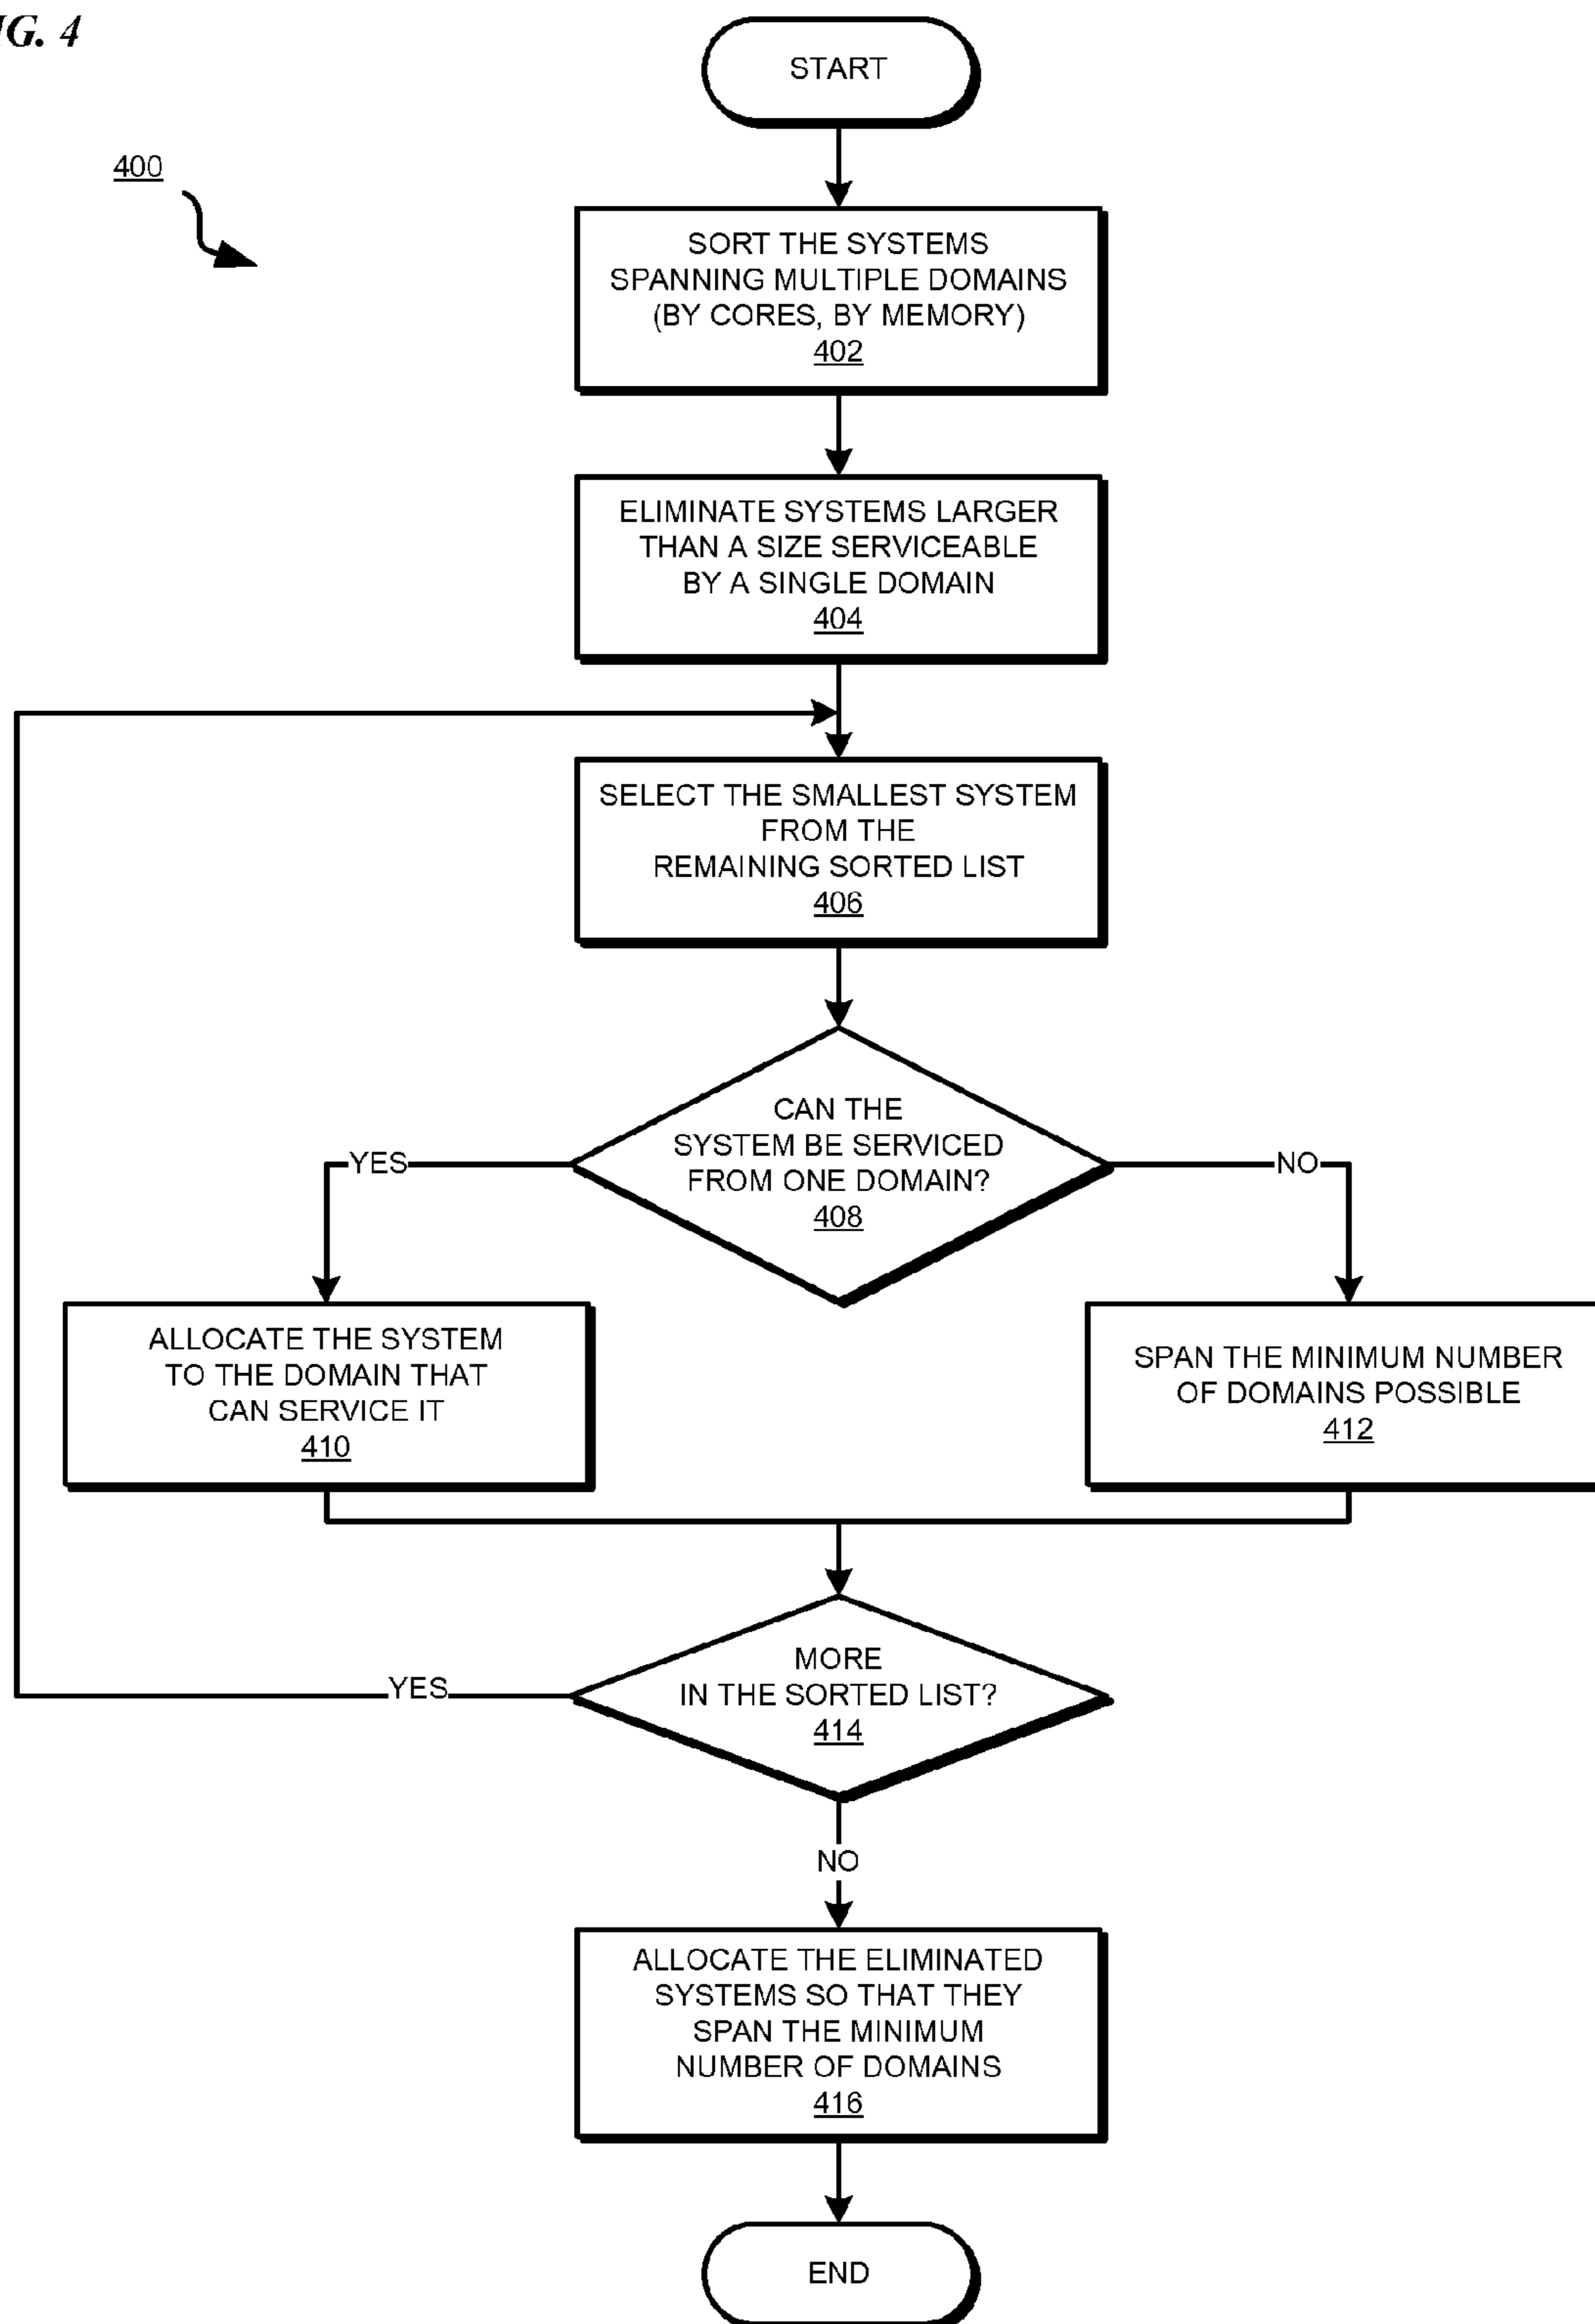 IG. 4
START
400
SORT THE SYSTEMS
SPANNING MULTIPLE DOMAINS
(BY CORES, BY MEMORY)
402
ELIMINATE SYSTEMS LARGER
THAN A SIZE SERVICEABLE
BY A SINGLE DOMAIN
404
SELECT THE SMALLEST SYSTEM
FROM THE
REMAINING SORTED LIST
406
CAN THE
SYSTEM BE SERVICED
FROM ONE DOMAIN?
408
YES
NO
ALLOCATE THE SYSTEM
TO THE DOMAIN THAT
CAN SERVICE IT
410
SPAN THE MINIMUM NUMBER
OF DOMAINS POSSIBLE
412
MORE
IN THE SORTED LIST?
414
YES
NO
ALLOCATE THE ELIMINATED
SYSTEMS SO THAT THEY
SPAN THE MINIMUM
NUMBER OF DOMAINS
416
END